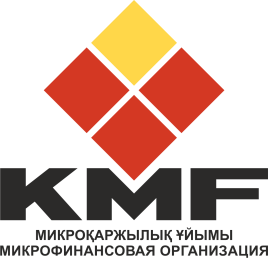 KMF
МИКРОҚАРЖЫЛЫҚ ҰЙЫМЫ
МИКРОФИНАНСОВАЯ ОРГАНИЗАЦИЯ